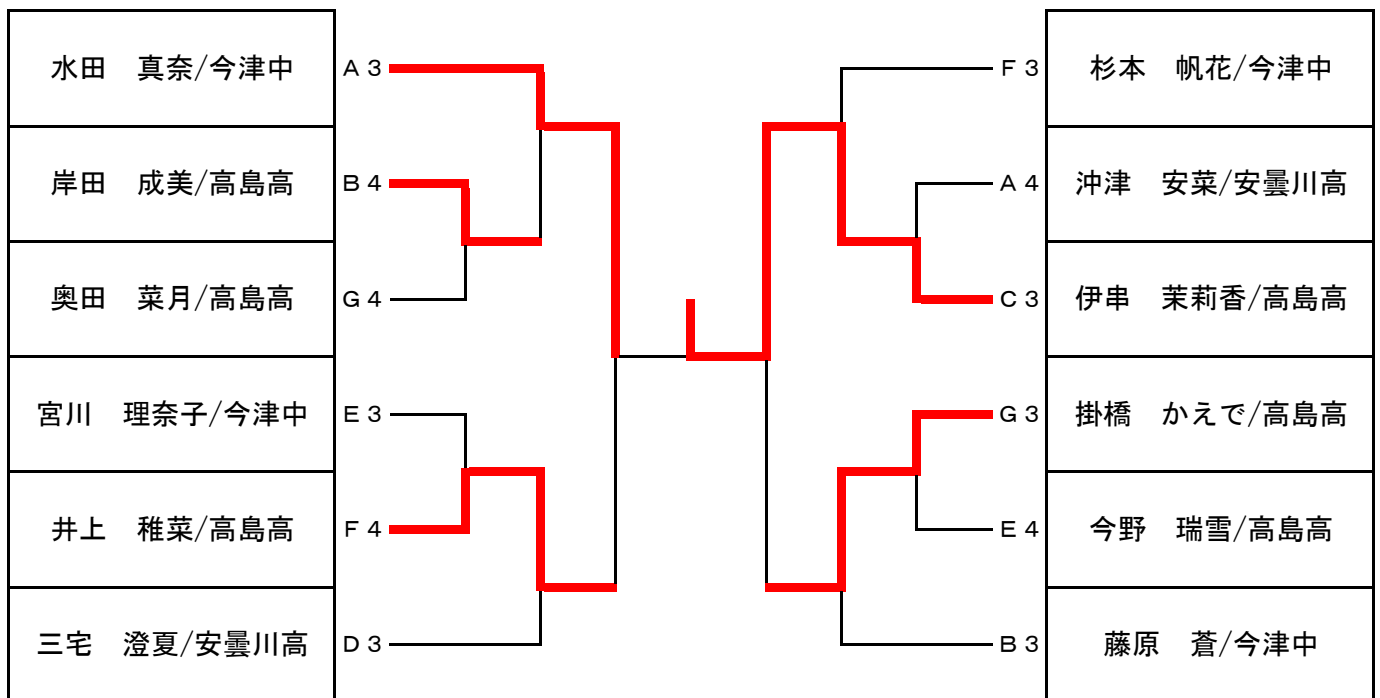 水田　真奈/今津中
A3
岸田　成美/高島高
B4
奥田　菜月/高島高
G4
宮川　理奈子/今津中
E3
井上　稚菜/高島高
F4
三宅　澄夏/安曇川高
D3
F3
杉本　帆花/今津中
A4
沖津　安菜/安曇川高
C3
伊串　茉莉香/高島高
G3
掛橋　かえで/高島高
E4
今野　瑞雪/高島高
B3
藤原　蒼/今津中